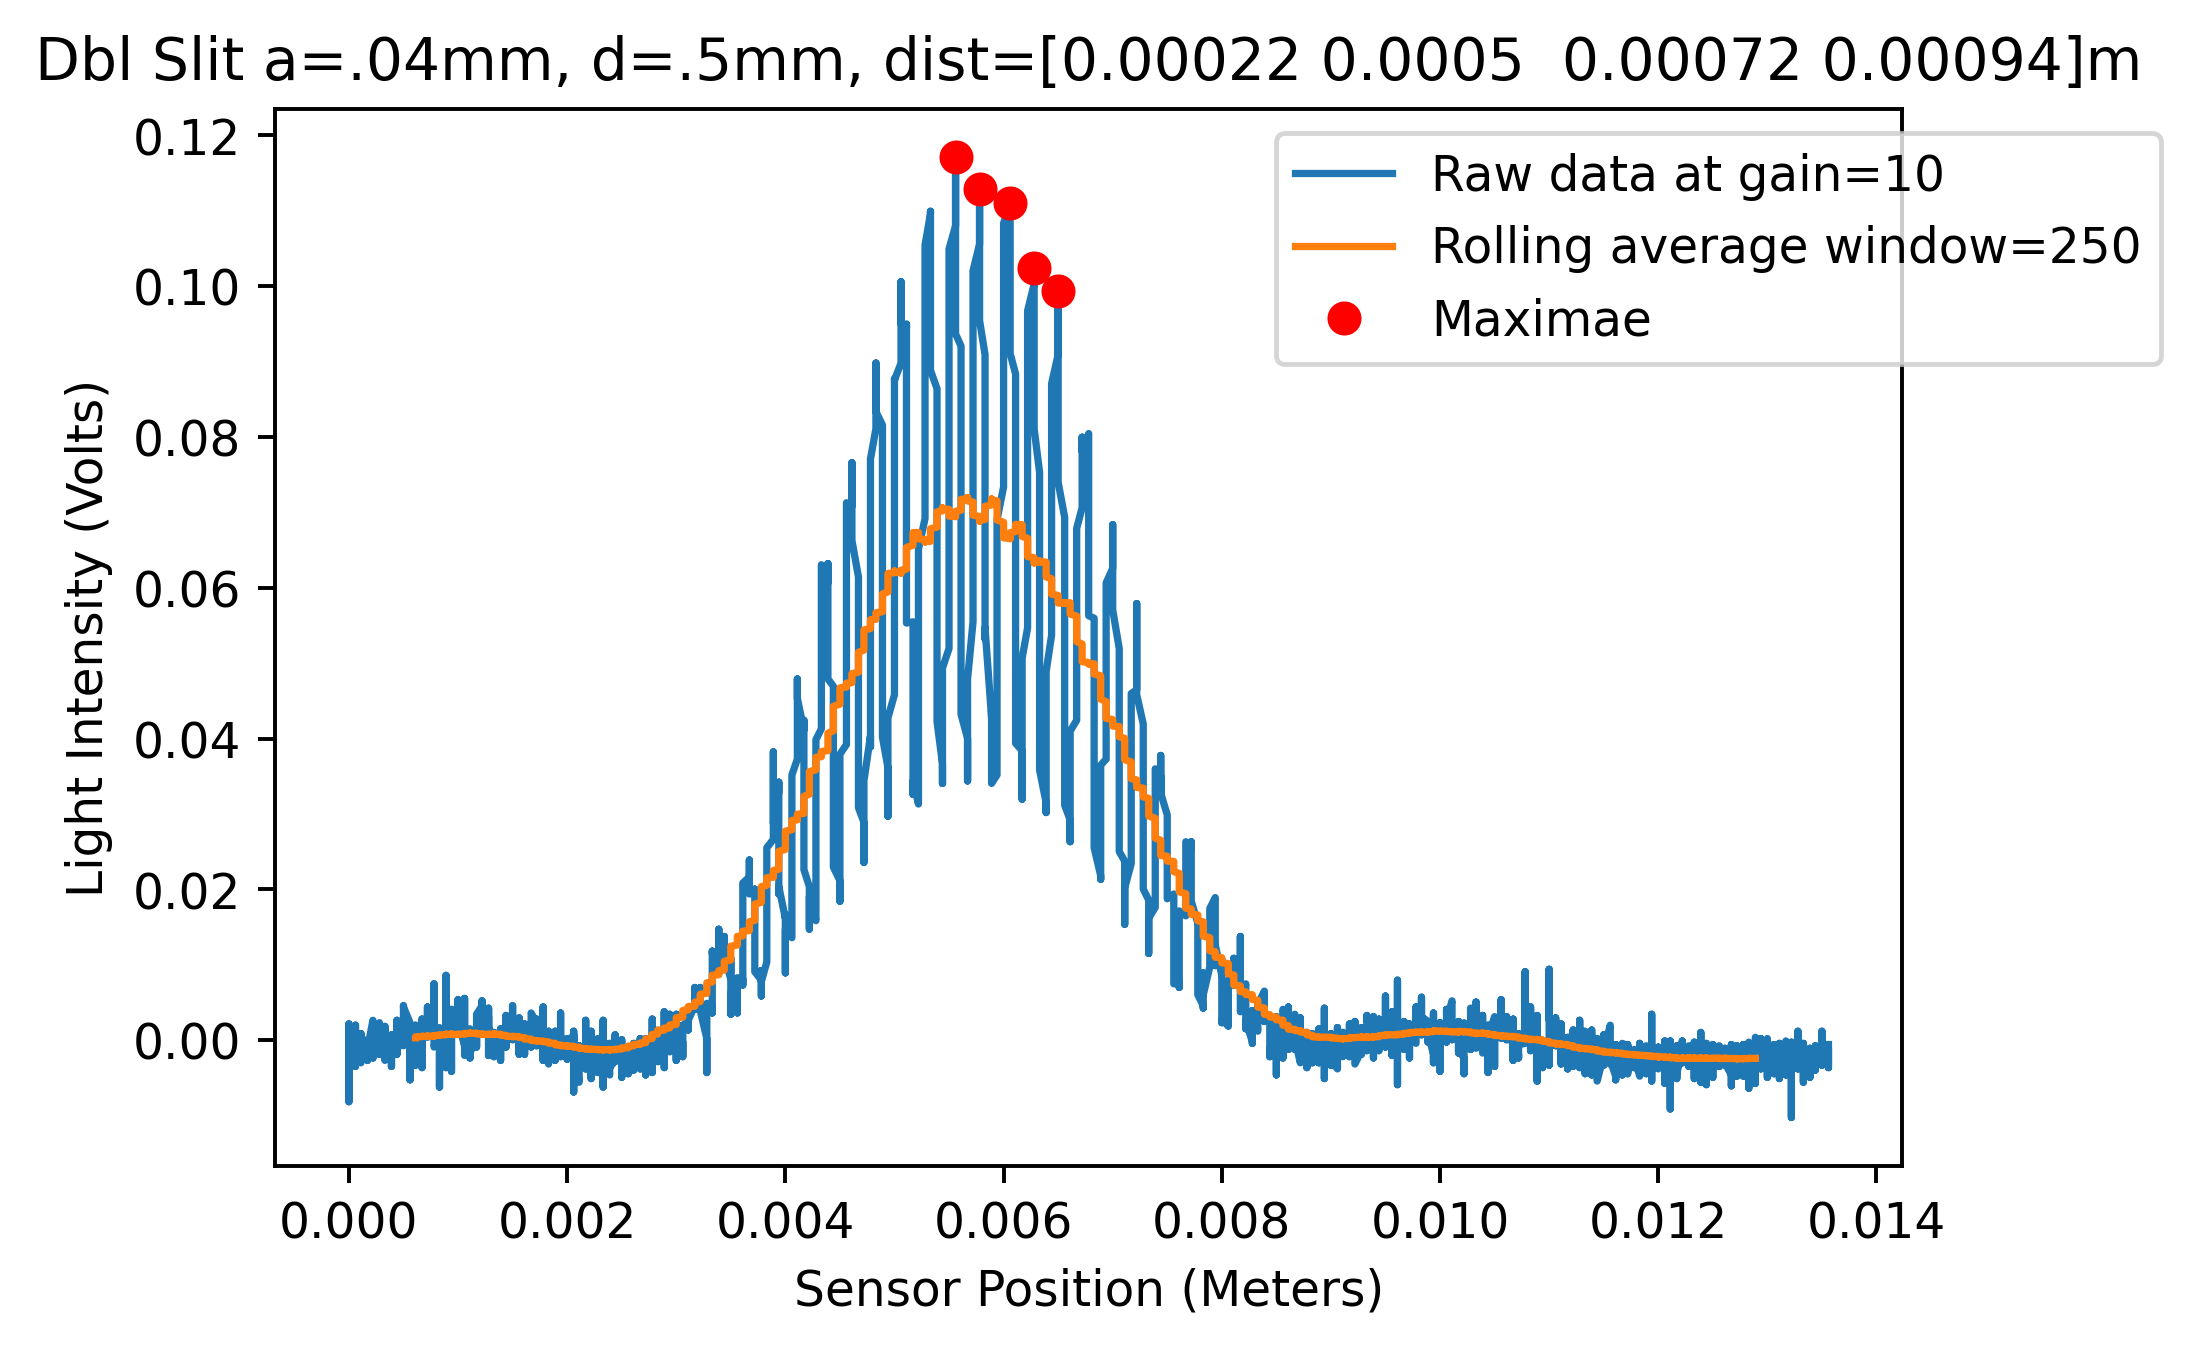 Dbl Slit a=.04mm, d=.5mm, dist=[0.00022 0.0005  0.00072 0.00094]m
0.12
0.10
0.08
0.06
0.04
0.02
0.00
Light Intensity (Volts)
Raw data at gain=10
Rolling average window=250
Maximae
0.000 0.002 0.004 0.006 0.008 0.010 0.012 0.014
Sensor Position (Meters)